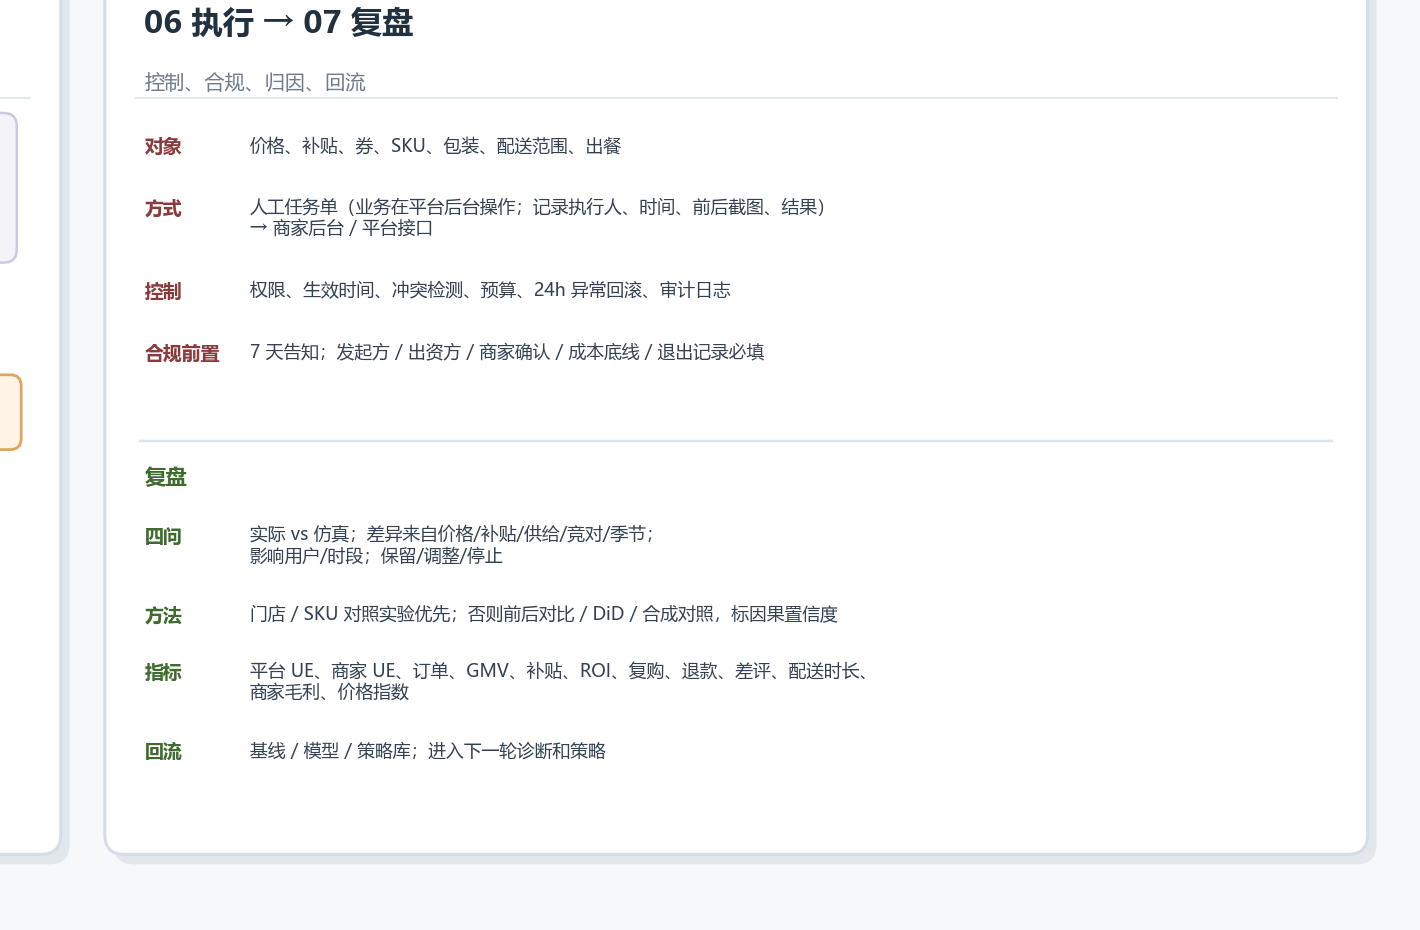 06 执行 → 07 复盘
控制、合规、归因、回流
对象 价格、补贴、券、SKU、包装、配送范围、出餐
方式 人工任务单（业务在平台后台操作；记录执行人、时间、前后截图、结果）
→ 商家后台 / 平台接口
控制 权限、生效时间、冲突检测、预算、24h 异常回滚、审计日志
合规前置 7 天告知；发起方 / 出资方 / 商家确认 / 成本底线 / 退出记录必填
复盘
四问 实际 vs 仿真；差异来自价格/补贴/供给/竞对/季节；
影响用户/时段；保留/调整/停止
方法 门店 / SKU 对照实验优先；否则前后对比 / DiD / 合成对照，标因果置信度
指标 平台 UE、商家 UE、订单、GMV、补贴、ROI、复购、退款、差评、配送时长、
商家毛利、价格指数
回流 基线 / 模型 / 策略库；进入下一轮诊断和策略